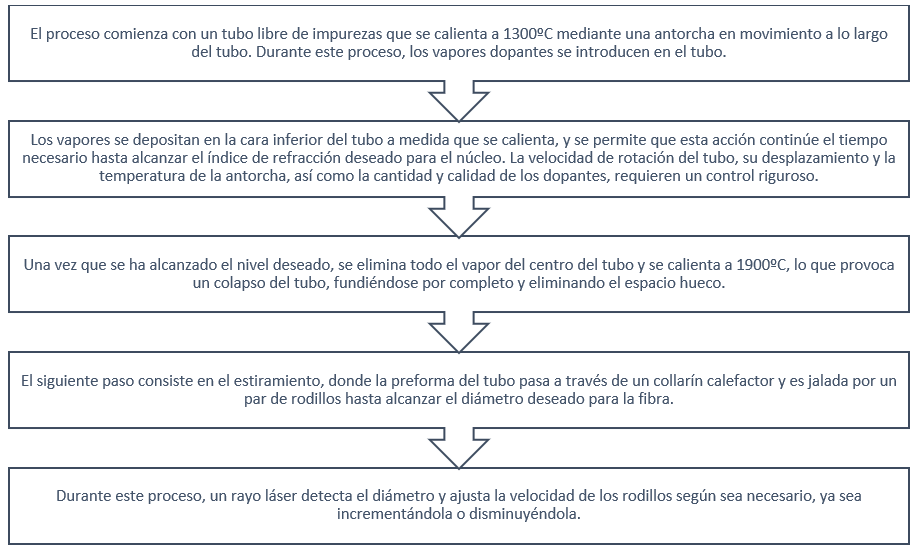 El proceso comienza con un tubo libre de impurezas que se calienta a 1300ºC mediante una antorcha en movimiento a lo largo
del tubo. Durante este proceso, los vapores dopantes se introducen en el tubo.
Los vapores se depositan en la cara inferior del tubo a medida que se calienta, y se permite que esta acción continúe el tiempo
necesario hasta alcanzar el índice de refracción deseado para el núcleo. La velocidad de rotación del tubo, su desplazamiento y la
temperatura de la antorcha, así como la cantidad y calidad de los dopantes, requieren un control riguroso.
Una vez que se ha alcanzado el nivel deseado, se elimina todo el vapor del centro del tubo y se calienta a 1900ºC, lo que provoca
un colapso del tubo, fundiéndose por completo y eliminando el espacio hueco.
El siguiente paso consiste en el estiramiento, donde la preforma del tubo pasa a través de un collarín calefactor y es jalada por un
par de rodillos hasta alcanzar el diámetro deseado para la fibra.
Durante este proceso, un rayo láser detecta el diámetro y ajusta la velocidad de los rodillos según sea necesario, ya sea
incrementándola o disminuyéndola.